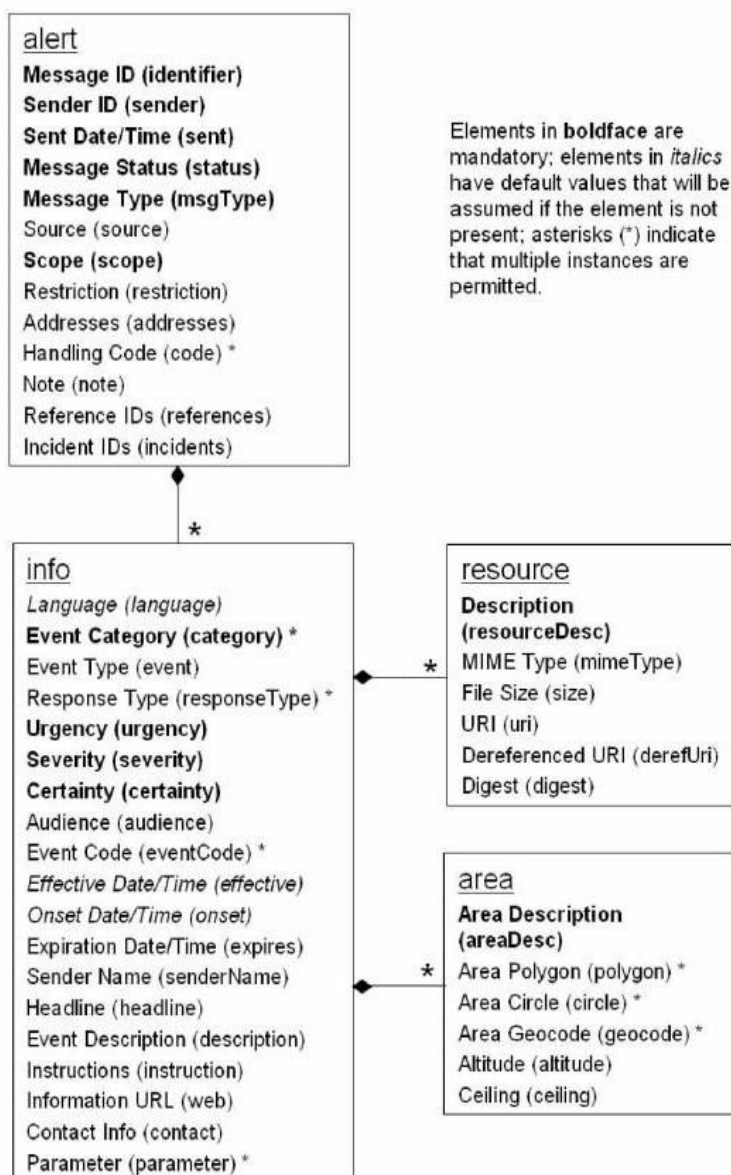 alert
Message ID (identifier)
Sender ID (sender)
Sent Date/Time (sent)
Message Status (status)
Message Type (msgType)
Source (source)
Scope (scope)
Restriction (restriction)
Addresses (addresses)
Handling Code (code) *
Note (note)
Reference IDs (references)
Incident IDs (incidents)
Elements in boldface are
mandatory; elements in italics
have default values that will be
assumed if the element is not
present; asterisks (*) indicate
that multiple instances are
permitted.
*
info
Language (language)
Event Category (category) *
Event Type (event)
Response Type (responseType) *
Urgency (urgency)
Severity (severity)
Certainty (certainty)
Audience (audience)
Event Code (eventCode) *
Effective Date/Time (effective)
Onset Date/Time (onset)
Expiration Date/Time (expires)
Sender Name (senderName)
Headline (headline)
Event Description (description)
Instructions (instruction)
Information URL (web)
Contact Info (contact)
Parameter (parameter) *
*
resource
Description
(resourceDesc)
MIME Type (mimeType)
File Size (size)
URI (uri)
Dereferenced URI (derefUri)
Digest (digest)
*
area
Area Description
(areaDesc)
Area Polygon (polygon) *
Area Circle (circle) *
Area Geocode (geocode) *
Altitude (altitude)
Ceiling (ceiling)